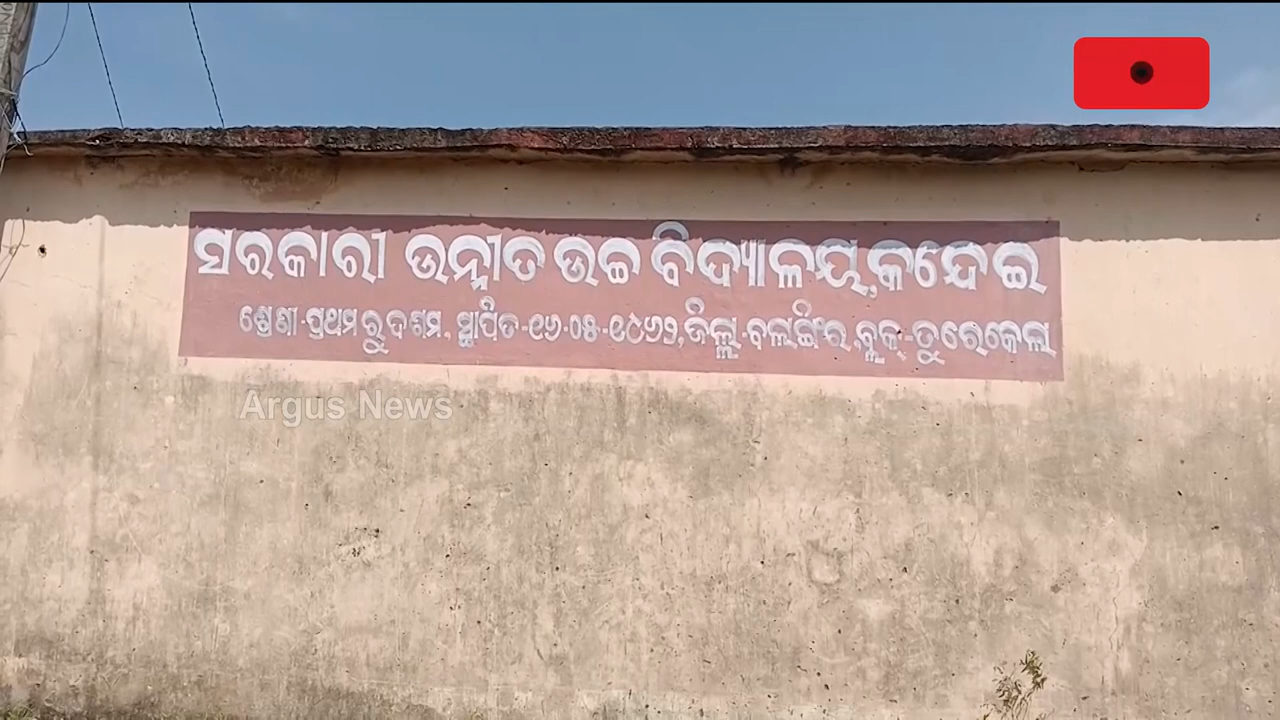 ସରକାରୀ ଉନ୍ନୀତ ଉଚ୍ଚ ବିଦ୍ୟାଳୟ,କନ୍ଦେଇ
ଶ୍ରେଣୀ-ପ୍ରଥମ ରୁ ଦଶମ, ସ୍ଥାପିତ-୧୬-୦୫-୧୯୬୨,ଜିଲ୍ଲା-ବଲାଙ୍ଗିର,ବ୍ଲକ୍-ତୁରେକେଲା
Argus News